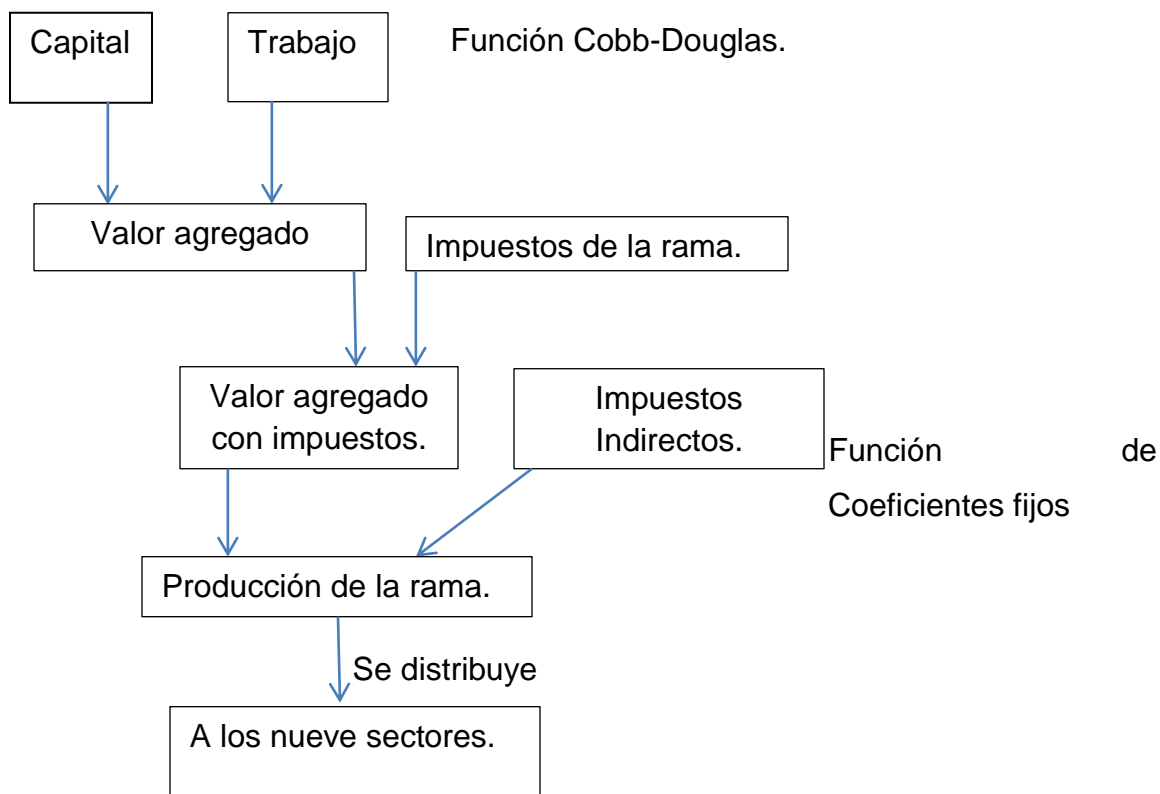 Capital
Trabajo
Función Cobb-Douglas.
Valor agregado
Impuestos de la rama.
Valor agregado
con impuestos.
Impuestos
Indirectos.
Función de
Coeficientes fijos
Producción de la rama.
Se distribuye
A los nueve sectores.